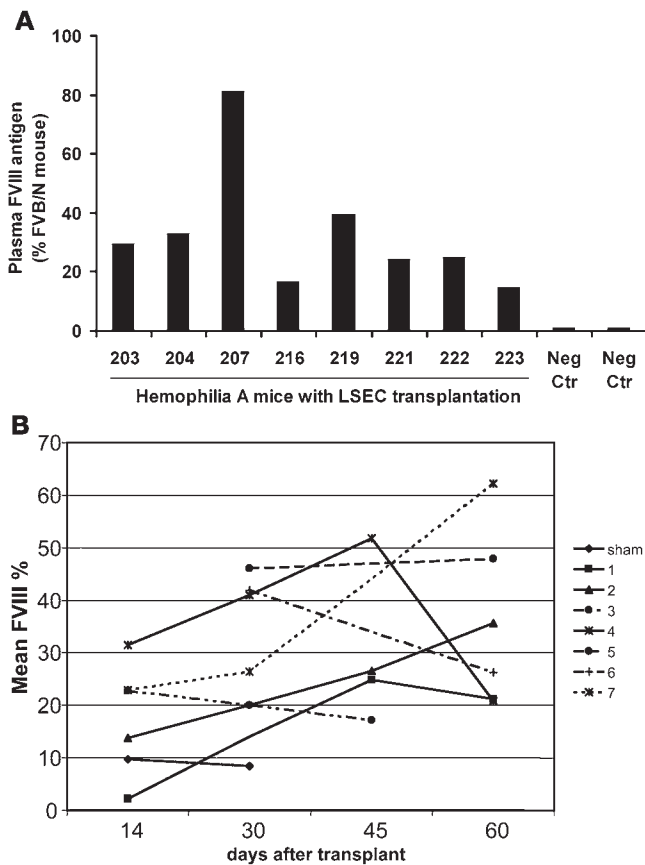 A
Plasma FVIII antigen
(% FVB/N mouse)
100
80
60
40
20
0
203 204 207 216 219 221 222 223 Neg Ctr Neg Ctr
Hemophilia A mice with LSEC transplantation
B
Mean FVIII %
70
60
50
40
30
20
10
0
14 30 45 60
days after transplant
sham
1
2
3
4
5
6
7